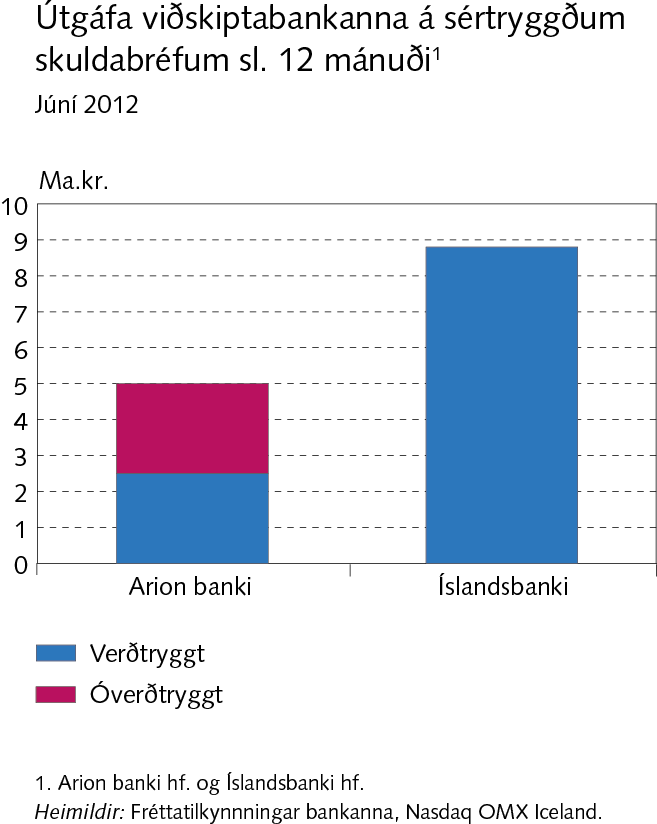 Útgáfa viðskiptabankanna á sértryggðum
skuldabréfum sl. 12 mánuði¹
Júní 2012
Ma.kr.
10
9
8
7
6
5
4
3
2
1
0
Arion banki Íslandsbanki
Verðtryggt
Óverðtryggt
1. Arion banki hf. og Íslandsbanki hf.
Heimildir: Fréttatilkynnningar bankanna, Nasdaq OMX Iceland.